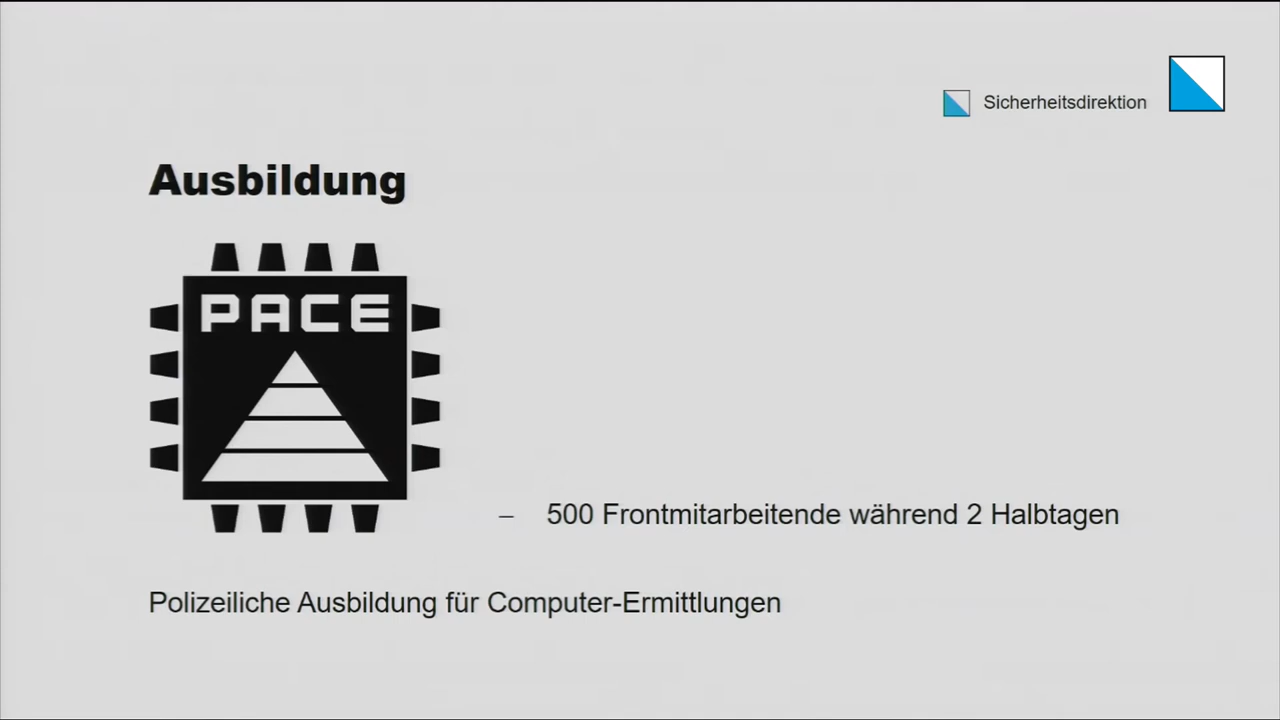 Sicherheitsdirektion
Ausbildung
PACE
– 500 Frontmitarbeitende während 2 Halbtagen
Polizeiliche Ausbildung für Computer-Ermittlungen